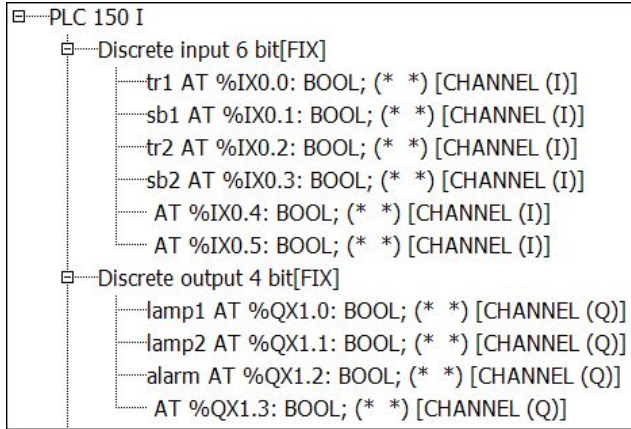 PLC 150 I
Discrete input 6 bit[FIX]
tr1 AT %IX0.0: BOOL; (* *) [CHANNEL (I)]
sb1 AT %IX0.1: BOOL; (* *) [CHANNEL (I)]
tr2 AT %IX0.2: BOOL; (* *) [CHANNEL (I)]
sb2 AT %IX0.3: BOOL; (* *) [CHANNEL (I)]
AT %IX0.4: BOOL; (* *) [CHANNEL (I)]
AT %IX0.5: BOOL; (* *) [CHANNEL (I)]
Discrete output 4 bit[FIX]
lamp1 AT %QX1.0: BOOL; (* *) [CHANNEL (Q)]
lamp2 AT %QX1.1: BOOL; (* *) [CHANNEL (Q)]
alarm AT %QX1.2: BOOL; (* *) [CHANNEL (Q)]
AT %QX1.3: BOOL; (* *) [CHANNEL (Q)]